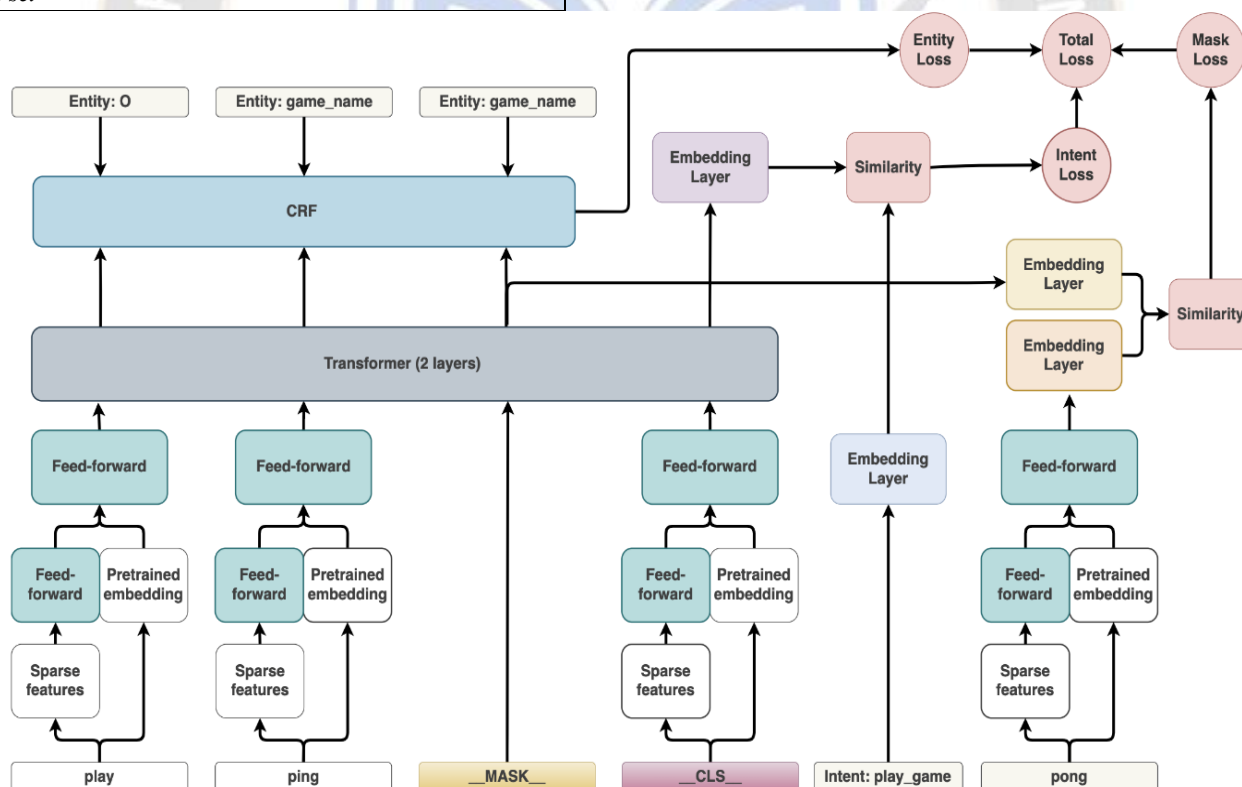 Entity Loss
Total Loss
Mask Loss
Entity: O
Entity: game_name
Entity: game_name
Embedding Layer
Similarity
Intent Loss
CRF
Embedding Layer
Similarity
Embedding Layer
Transformer (2 layers)
Feed-forward
Feed-forward
Feed-forward
Embedding Layer
Feed-forward
Feed-forward
Pretrained embedding
Feed-forward
Pretrained embedding
Feed-forward
Pretrained embedding
Feed-forward
Pretrained embedding
Sparse features
Sparse features
Sparse features
Sparse features
play
ping
__MASK__
__CLS__
Intent: play_game
pong